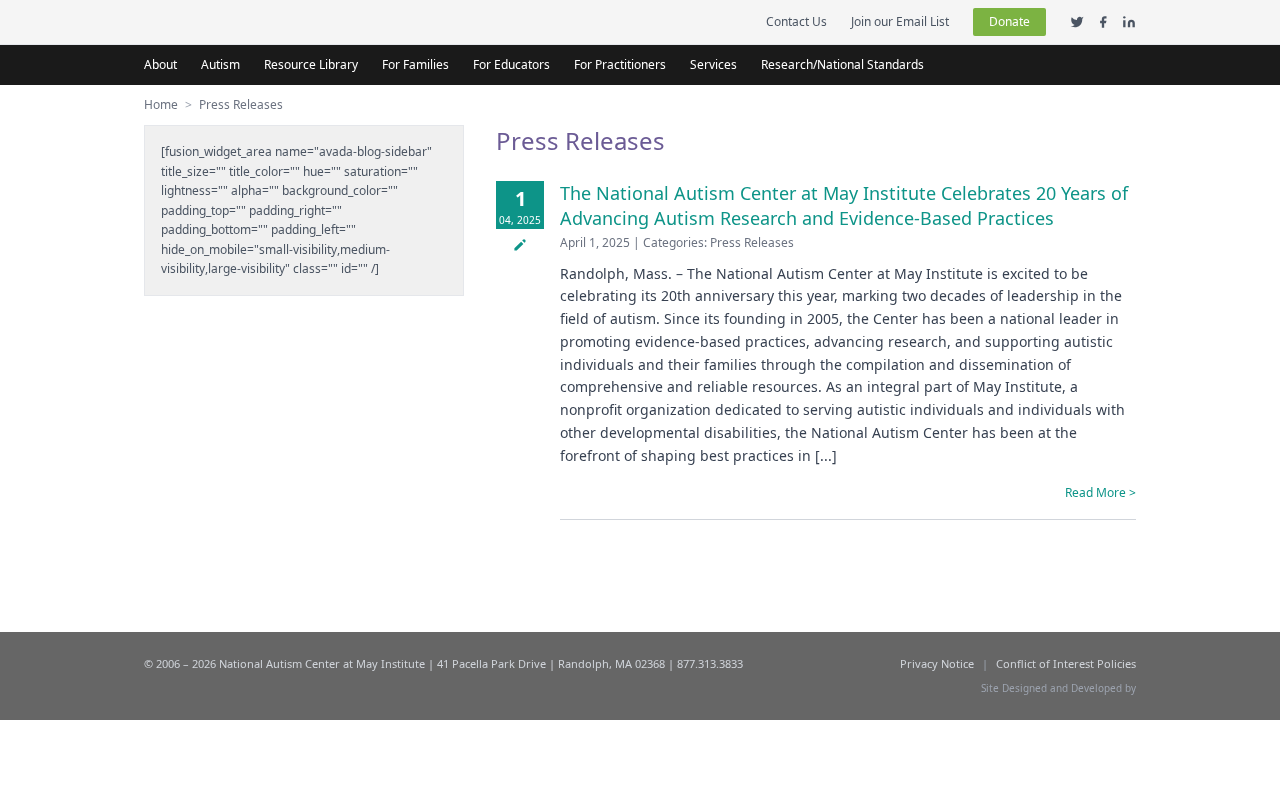 Contact Us Join our Email List Donate
About Autism Resource Library For Families For Educators For Practitioners Services Research/National Standards
Home > Press Releases
[fusion_widget_area name="avada-blog-sidebar"
title_size="" title_color="" hue="" saturation=""
lightness="" alpha="" background_color=""
padding_top="" padding_right=""
padding_bottom="" padding_left=""
hide_on_mobile="small-visibility,medium-
visibility,large-visibility" class="" id="" /]
Press Releases
1
04, 2025
The National Autism Center at May Institute Celebrates 20 Years of
Advancing Autism Research and Evidence-Based Practices
April 1, 2025 | Categories: Press Releases
Randolph, Mass. – The National Autism Center at May Institute is excited to be
celebrating its 20th anniversary this year, marking two decades of leadership in the
field of autism. Since its founding in 2005, the Center has been a national leader in
promoting evidence-based practices, advancing research, and supporting autistic
individuals and their families through the compilation and dissemination of
comprehensive and reliable resources. As an integral part of May Institute, a
nonprofit organization dedicated to serving autistic individuals and individuals with
other developmental disabilities, the National Autism Center has been at the
forefront of shaping best practices in [...]
Read More >
© 2006 – 2026 National Autism Center at May Institute | 41 Pacella Park Drive | Randolph, MA 02368 | 877.313.3833
Privacy Notice | Conflict of Interest Policies
Site Designed and Developed by